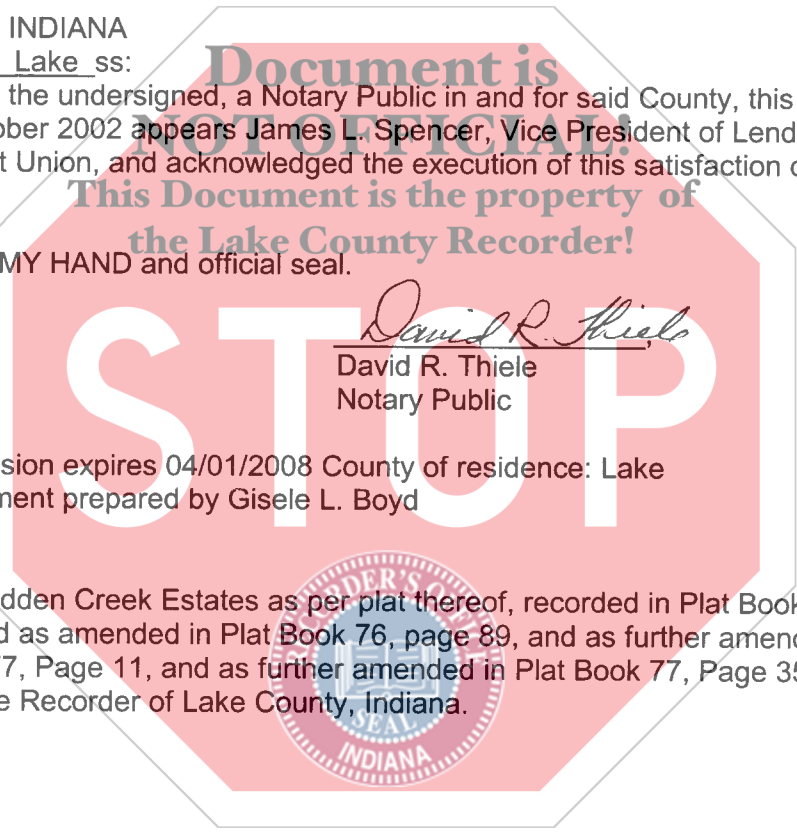 INDIANA
Lake ss:
Document is
the undersigned, a Notary Public in and for said County, this
ober 2002 appears James L. Spencer, Vice President of Lend
NOT OFFICIAL!
t Union, and acknowledged the execution of this satisfaction o
This Document is the property of
the Lake County Recorder!
MY HAND and official seal.
STOP
David R. Thiele
David R. Thiele
Notary Public
sion expires 04/01/2008 County of residence: Lake
ment prepared by Gisele L. Boyd
dden Creek Estates as per plat thereof, recorded in Plat Book
d as amended in Plat Book 76, page 89, and as further amend
7, Page 11, and as further amended in Plat Book 77, Page 35
e Recorder of Lake County, Indiana.
RECORDER'S OFFICE
SEAL
INDIANA